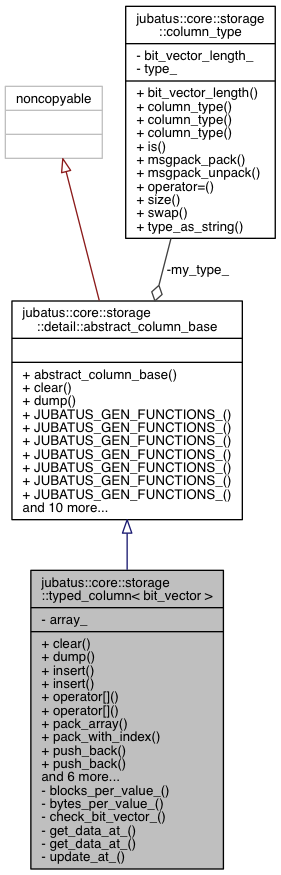 jubatus::core::storage
::column_type
- bit_vector_length_
- type_
+ bit_vector_length()
+ column_type()
+ column_type()
+ column_type()
+ is()
+ msgpack_pack()
+ msgpack_unpack()
+ operator=()
+ size()
+ swap()
+ type_as_string()
noncopyable
-my_type_
jubatus::core::storage
::detail::abstract_column_base
+ abstract_column_base()
+ clear()
+ dump()
+ JUBATUS_GEN_FUNCTIONS_()
+ JUBATUS_GEN_FUNCTIONS_()
+ JUBATUS_GEN_FUNCTIONS_()
+ JUBATUS_GEN_FUNCTIONS_()
+ JUBATUS_GEN_FUNCTIONS_()
+ JUBATUS_GEN_FUNCTIONS_()
+ JUBATUS_GEN_FUNCTIONS_()
and 10 more...
jubatus::core::storage
::typed_column< bit_vector >
- array_
+ clear()
+ dump()
+ insert()
+ insert()
+ operator[]()
+ operator[]()
+ pack_array()
+ pack_with_index()
+ push_back()
+ push_back()
and 6 more...
- blocks_per_value_()
- bytes_per_value_()
- check_bit_vector_()
- get_data_at_()
- get_data_at_()
- update_at_()